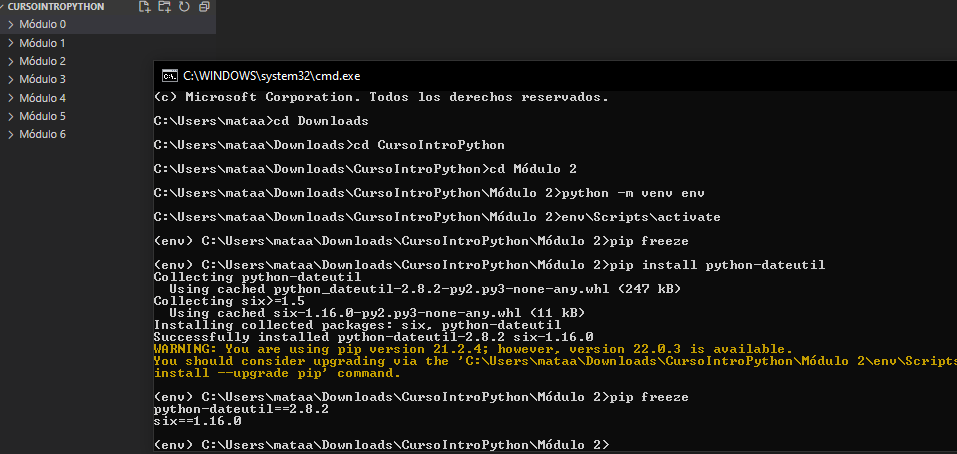 CURSOINTROPYTHON
Módulo 0
Módulo 1
Módulo 2
Módulo 3
Módulo 4
Módulo 5
Módulo 6
C:\WINDOWS\system32\cmd.exe
(c) Microsoft Corporation. Todos los derechos reservados.
C:\Users\mataa>cd Downloads
C:\Users\mataa\Downloads>cd CursoIntroPython
C:\Users\mataa\Downloads\CursoIntroPython>cd Módulo 2
C:\Users\mataa\Downloads\CursoIntroPython\Módulo 2>python -m venv env
C:\Users\mataa\Downloads\CursoIntroPython\Módulo 2>env\Scripts\activate
(env) C:\Users\mataa\Downloads\CursoIntroPython\Módulo 2>pip freeze
(env) C:\Users\mataa\Downloads\CursoIntroPython\Módulo 2>pip install python-dateutil
Collecting python-dateutil
Using cached python_dateutil-2.8.2-py2.py3-none-any.whl (247 kB)
Collecting six>=1.5
Using cached six-1.16.0-py2.py3-none-any.whl (11 kB)
Installing collected packages: six, python-dateutil
Successfully installed python-dateutil-2.8.2 six-1.16.0
WARNING: You are using pip version 21.2.4; however, version 22.0.3 is available.
You should consider upgrading via the 'C:\Users\mataa\Downloads\CursoIntroPython\Módulo 2\env\Scripts
install --upgrade pip' command.
(env) C:\Users\mataa\Downloads\CursoIntroPython\Módulo 2>pip freeze
python-dateutil==2.8.2
six==1.16.0
(env) C:\Users\mataa\Downloads\CursoIntroPython\Módulo 2>